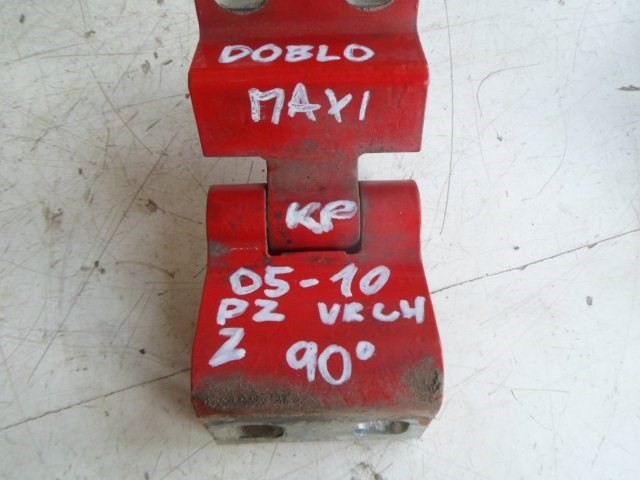 DOBLO
MAXI
KP
05-10
PZ VRCH
Z 90°